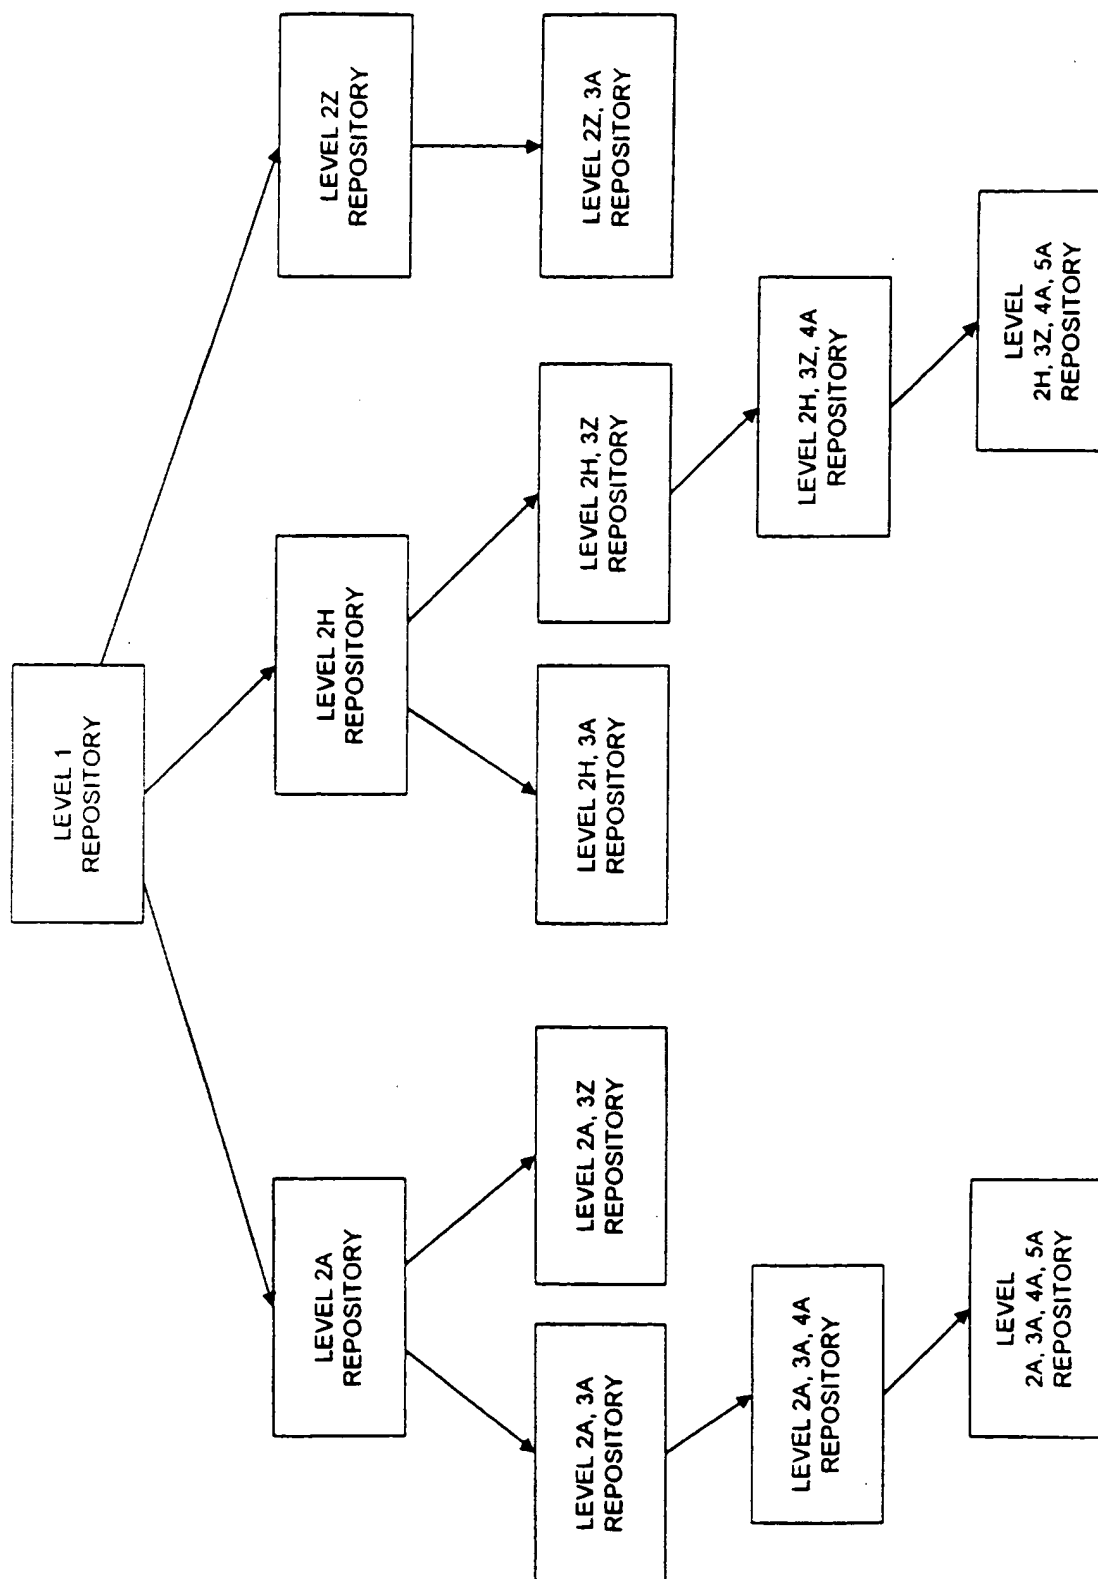 LEVEL 1
REPOSITORY
LEVEL 2A
REPOSITORY
LEVEL 2H
REPOSITORY
LEVEL 2Z
REPOSITORY
LEVEL 2A, 3A
REPOSITORY
LEVEL 2A, 3Z
REPOSITORY
LEVEL 2H, 3A
REPOSITORY
LEVEL 2H, 3Z
REPOSITORY
LEVEL 2Z, 3A
REPOSITORY
LEVEL 2A, 3A, 4A
REPOSITORY
LEVEL 2H, 3Z, 4A
REPOSITORY
LEVEL
2A, 3A, 4A, 5A
REPOSITORY
LEVEL
2H, 3Z, 4A, 5A
REPOSITORY